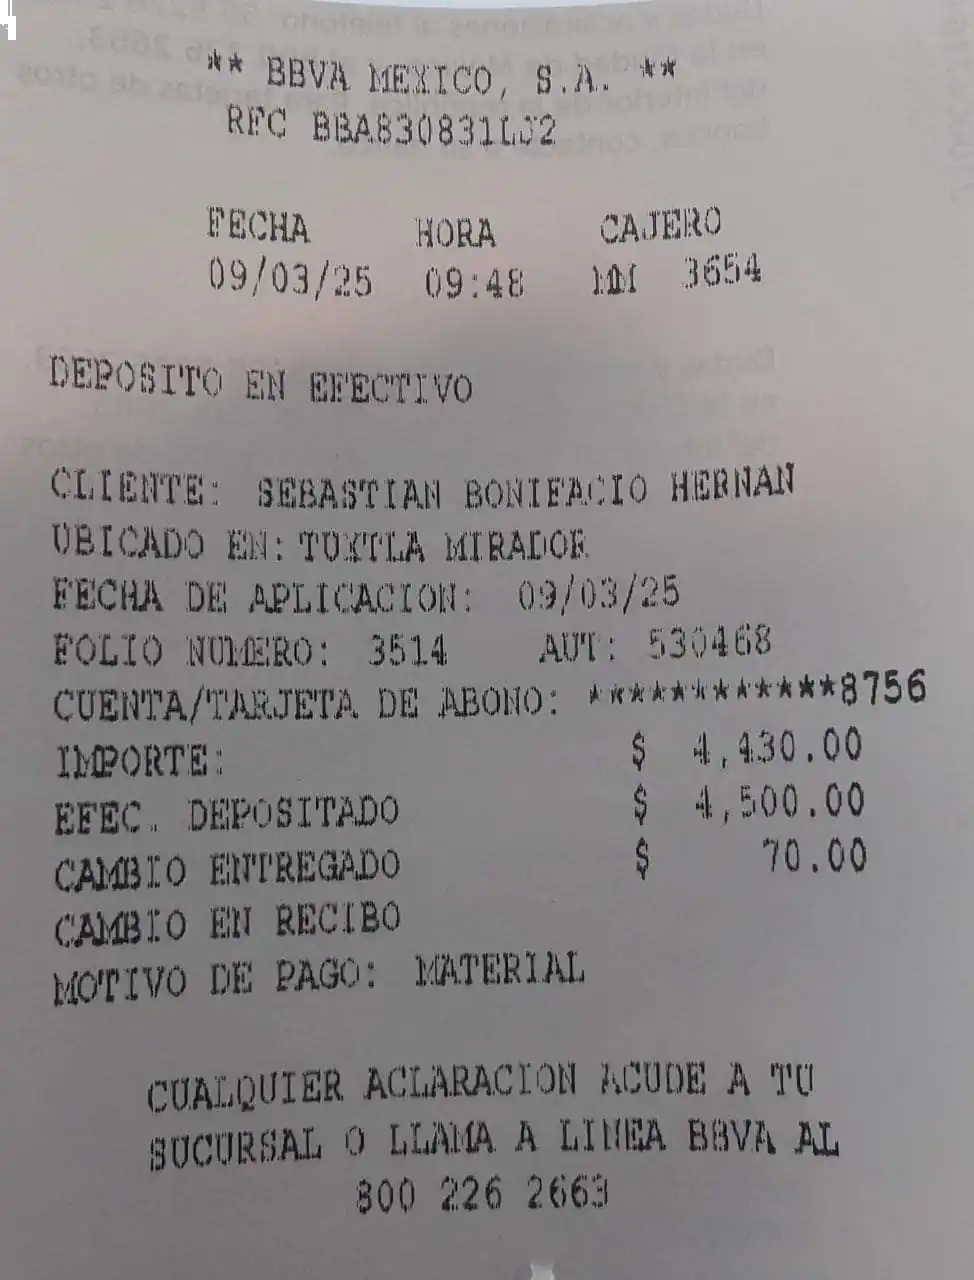 ** BBVA MEXICO, S.A. **
RFC BBA830831LJ2
FECHA HORA CAJERO
09/03/25 09:48 MM 3654
DEPOSITO EN EFECTIVO
CLIENTE: SEBASTIAN BONIFACIO HERNAN
UBICADO EN: TUXTLA MIRADOR
FECHA DE APLICACION: 09/03/25
FOLIO NUMERO: 3514 AUT: 530468
CUENTA/TARJETA DE ABONO: ************8756
IMPORTE: $ 4,430.00
EFEC. DEPOSITADO $ 4,500.00
CAMBIO ENTREGADO $ 70.00
CAMBIO EN RECIBO
MOTIVO DE PAGO: MATERIAL
CUALQUIER ACLARACION ACUDE A TU
SUCURSAL O LLAMA A LINEA BBVA AL
800 226 2663